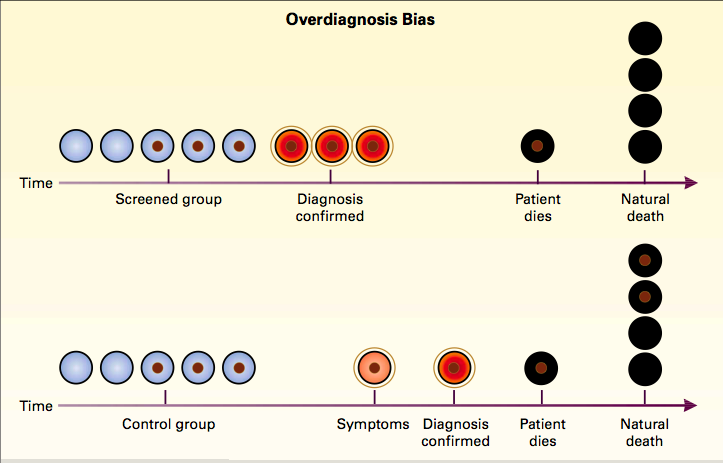 Overdiagnosis Bias
Time
Screened group
Diagnosis
confirmed
Patient
dies
Natural
death
Time
Control group
Symptoms
Diagnosis
confirmed
Patient
dies
Natural
death